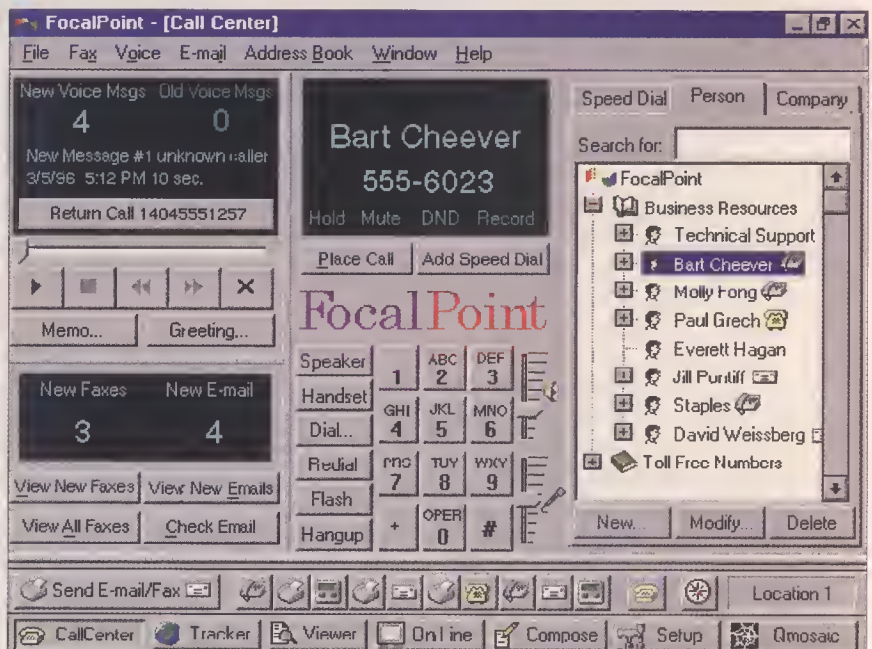 FocalPoint - [Call Center]
File Fax Voice E-mail Address Book Window Help
New Voice Msgs Old Voice Msgs
4 0
New Message #1 unknown caller
3/5/96 5:12 PM 10 sec.
Return Call 14045551257
Memo... Greeting...
New Faxes New E-mail
3 4
View New Faxes View New Emails
View All Faxes Check Email
Bart Cheever
555-6023
Hold Mute DND Record
Place Call Add Speed Dial
FocalPoint
Speaker
Handset
Dial...
Redial
Flash
Hangup
1 ABC 2 DEF 3
GHI 4 JKL 5 MNO 6
PRS 7 TUV 8 WXY 9
* OPER 0 #
Speed Dial Person Company
Search for:
FocalPoint
Business Resources
Technical Support
Bart Cheever
Molly Fong
Paul Grech
Everett Hagan
Jill Puntiff
Staples
David Weissberg
Toll Free Numbers
New... Modify... Delete
Send E-mail/Fax Location 1
CallCenter Tracker Viewer OnLine Compose Setup Qmosaic